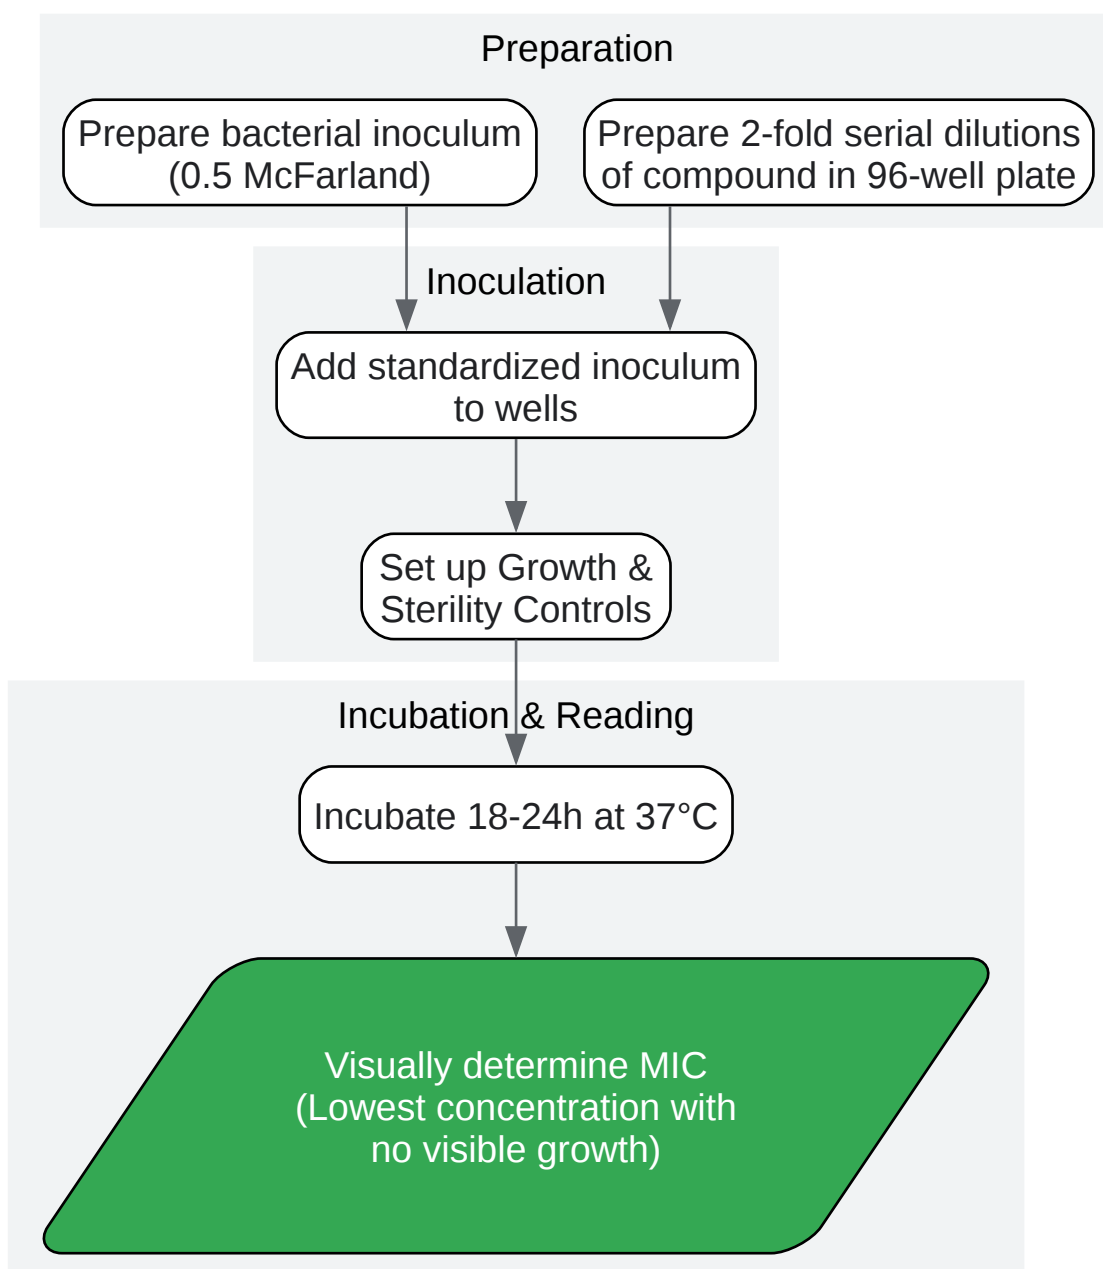 Preparation
Prepare bacterial inoculum
(0.5 McFarland)
Prepare 2-fold serial dilutions
of compound in 96-well plate
Inoculation
Add standardized inoculum
to wells
Set up Growth &
Sterility Controls
Incubation & Reading
Incubate 18-24h at 37°C
Visually determine MIC
(Lowest concentration with
no visible growth)